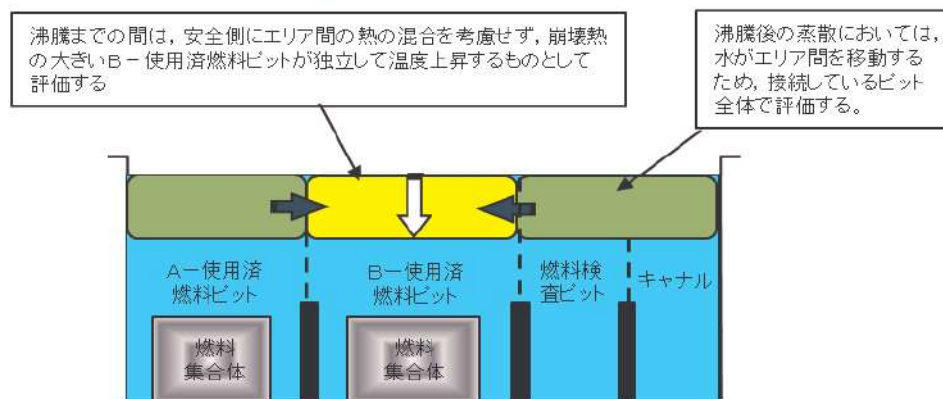 沸騰までの間は，安全側にエリア間の熱の混合を考慮せず，崩壊熱
の大きいＢ－使用済燃料ピットが独立して温度上昇するものとして
評価する
沸騰後の蒸散においては，
水がエリア間を移動する
ため，接続しているピット
全体で評価する。
Ａ－使用済
燃料ピット
Ｂ－使用済
燃料ピット
燃料検
査ピット
キャナル
燃料
集合体
燃料
集合体